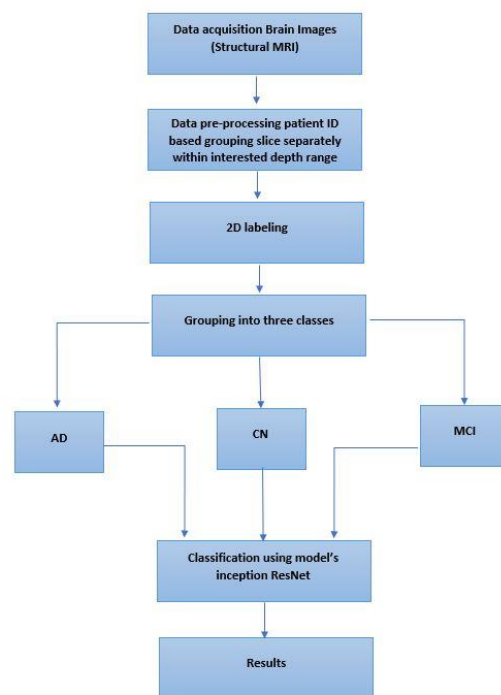 Data acquisition Brain Images
(Structural MRI)
Data pre-processing patient ID
based grouping slice separately
within interested depth range
2D labeling
Grouping into three classes
AD
CN
MCI
Classification using model's
inception ResNet
Results